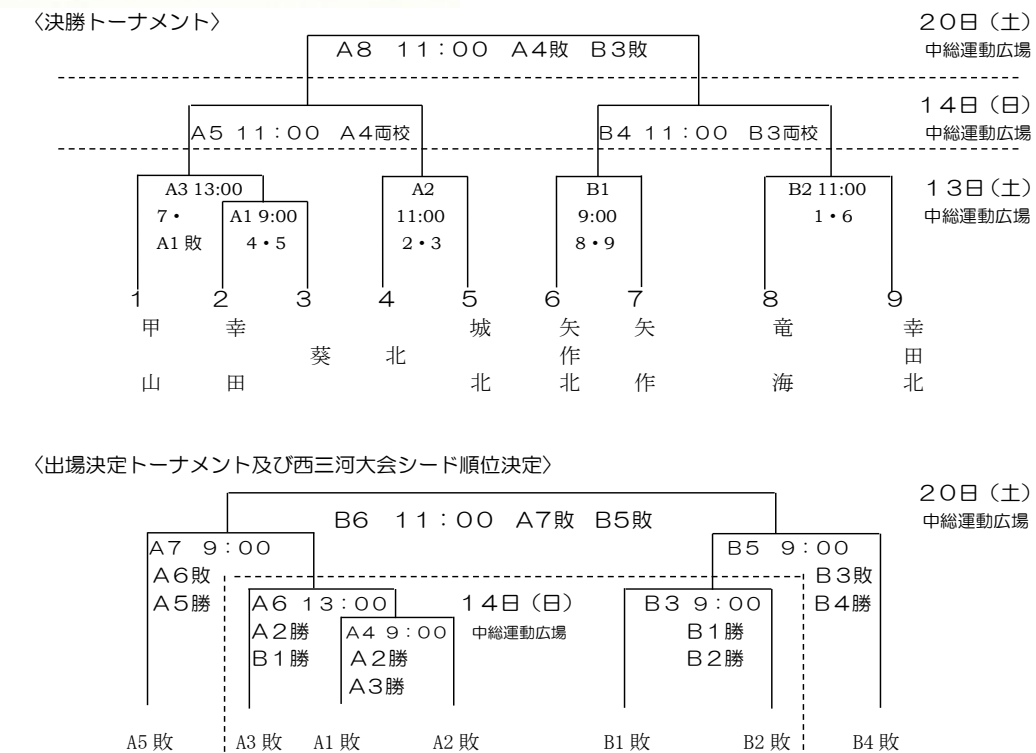 〈決勝トーナメント〉
２０日（土）
中総運動広場
Ａ８　１１：００　Ａ４敗　Ｂ３敗
１４日（日）
中総運動広場
Ａ５ １１：００　Ａ４両校
Ｂ４ １１：００　Ｂ３両校
１３日（土）
中総運動広場
A3 13:00
7・
A1 敗
A1 9:00
4・5
A2
11:00
2・3
B1
9:00
8・9
B2 11:00
1・6
１ ２ ３ ４ ５ ６ ７ ８ ９
甲山
幸田
葵
北
城北
矢作北
矢作
竜海
幸田北
〈出場決定トーナメント及び西三河大会シード順位決定〉
２０日（土）
中総運動広場
Ｂ６　１１：００　Ａ７敗　Ｂ５敗
Ａ７　９：００
Ａ６敗
Ａ５勝
Ｂ５　９：００
Ｂ３敗
Ｂ４勝
１４日（日）
中総運動広場
Ａ６ １３：００
Ａ２勝
Ｂ１勝
Ａ４ ９：００
Ａ２勝
Ａ３勝
Ｂ３ ９：００
Ｂ１勝
Ｂ２勝
A5 敗 A3 敗 A1 敗 A2 敗 B1 敗 B2 敗 B4 敗